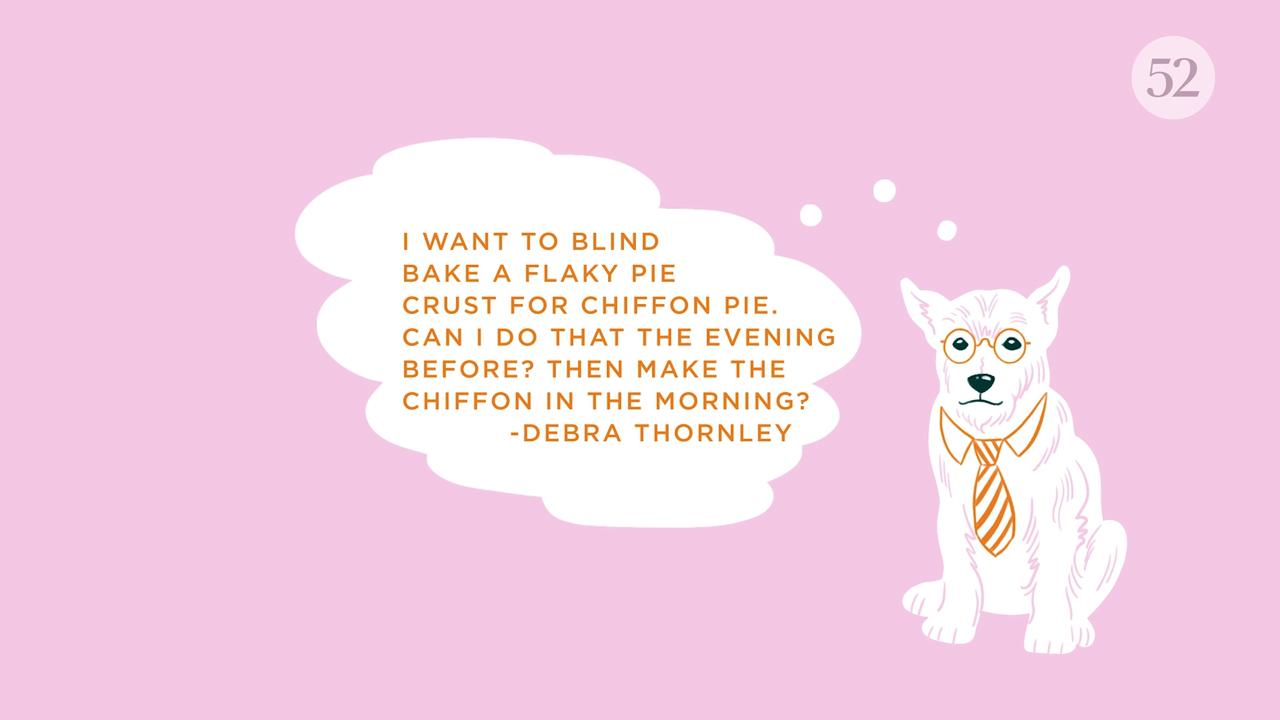 52
I WANT TO BLIND
BAKE A FLAKY PIE
CRUST FOR CHIFFON PIE.
CAN I DO THAT THE EVENING
BEFORE? THEN MAKE THE
CHIFFON IN THE MORNING?
-DEBRA THORNLEY